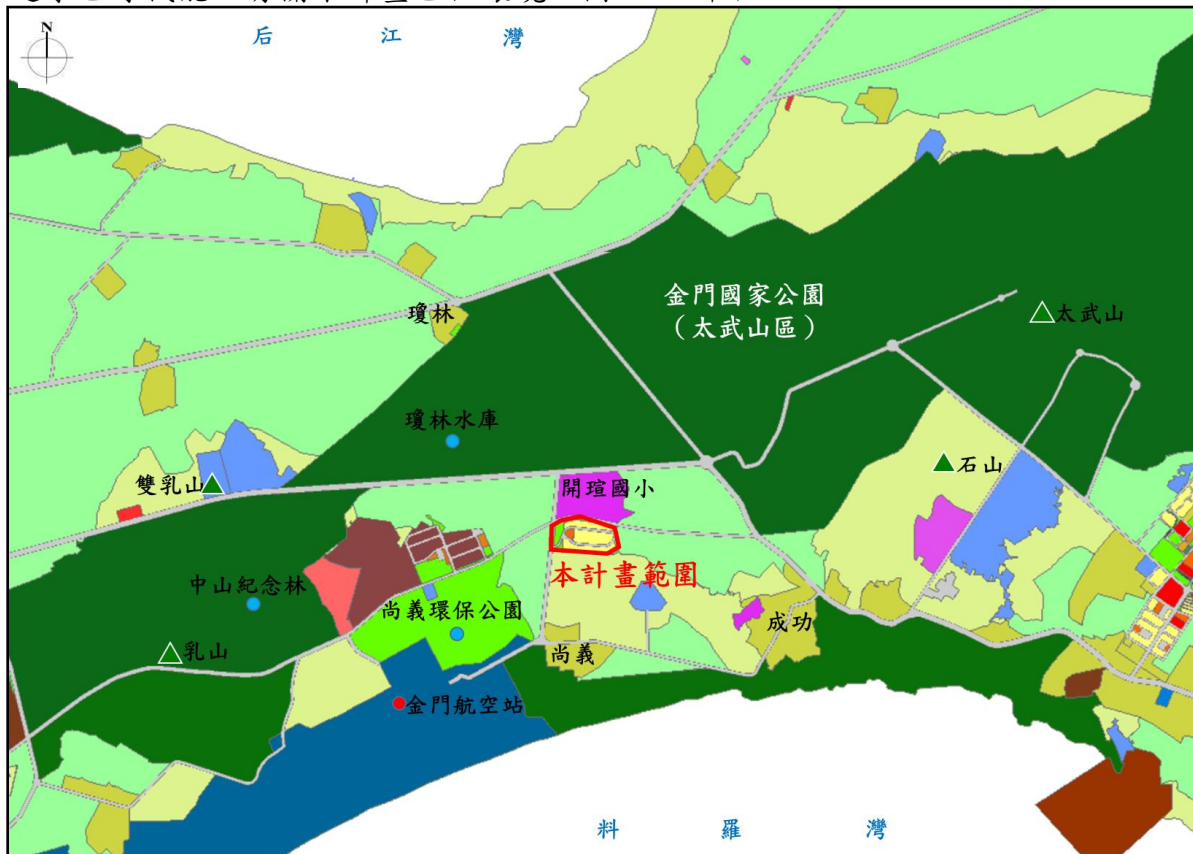 后江灣
N
金門國家公園
（太武山區）
太武山
瓊林
瓊林水庫
石山
雙乳山
開瑄國小
本計畫範圍
中山紀念林
尚義環保公園
成功
尚義
乳山
金門航空站
料羅灣